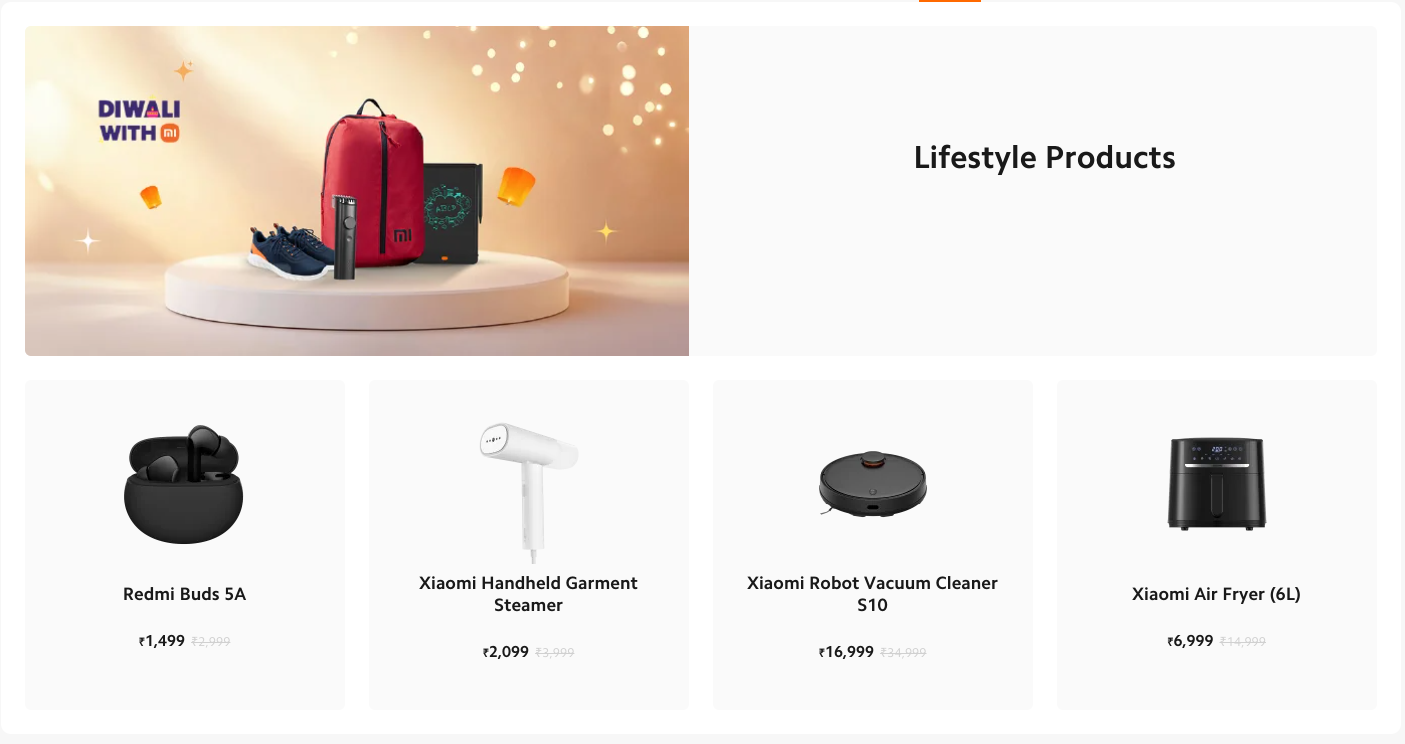 DIWALI
WITH mi
mi
Lifestyle Products
Redmi Buds 5A
₹1,499 ₹2,999
Xiaomi Handheld Garment
Steamer
₹2,099 ₹3,999
Xiaomi Robot Vacuum Cleaner
S10
₹16,999 ₹34,999
Xiaomi Air Fryer (6L)
₹6,999 ₹14,999